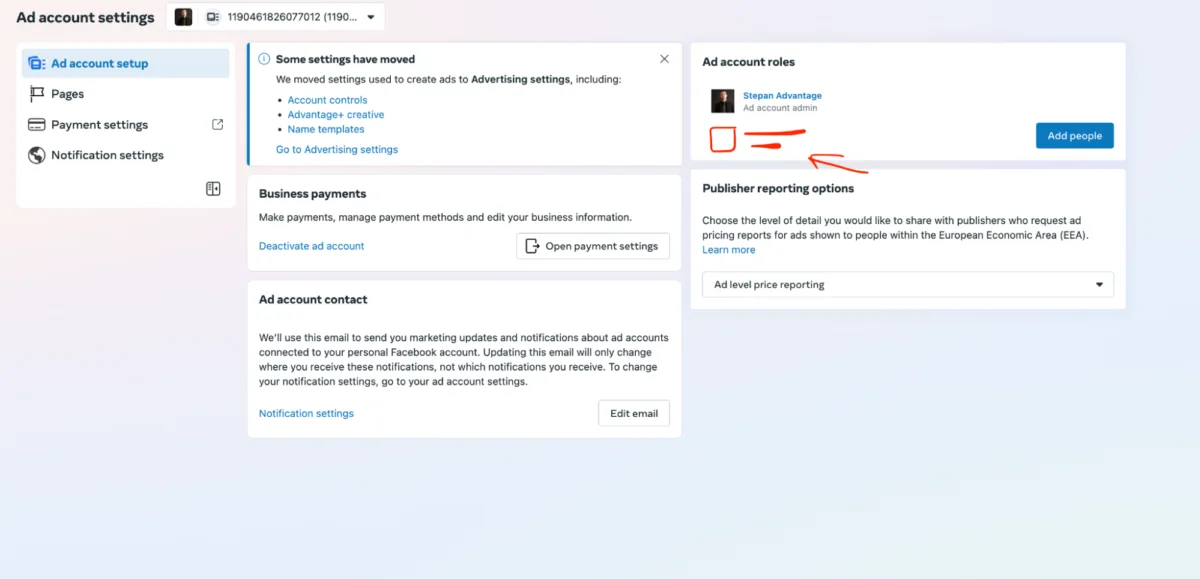 Ad account settings
1190461826077012 (1190...
Ad account setup
Pages
Payment settings
Notification settings
Some settings have moved
We moved settings used to create ads to Advertising settings, including:
• Account controls
• Advantage+ creative
• Name templates
Go to Advertising settings
Business payments
Make payments, manage payment methods and edit your business information.
Deactivate ad account
Open payment settings
Ad account contact
We'll use this email to send you marketing updates and notifications about ad accounts
connected to your personal Facebook account. Updating this email will only change
where you receive these notifications, not which notifications you receive. To change
your notification settings, go to your ad account settings.
Notification settings
Edit email
Ad account roles
Stepan Advantage
Ad account admin
Add people
Publisher reporting options
Choose the level of detail you would like to share with publishers who request ad
pricing reports for ads shown to people within the European Economic Area (EEA).
Learn more
Ad level price reporting